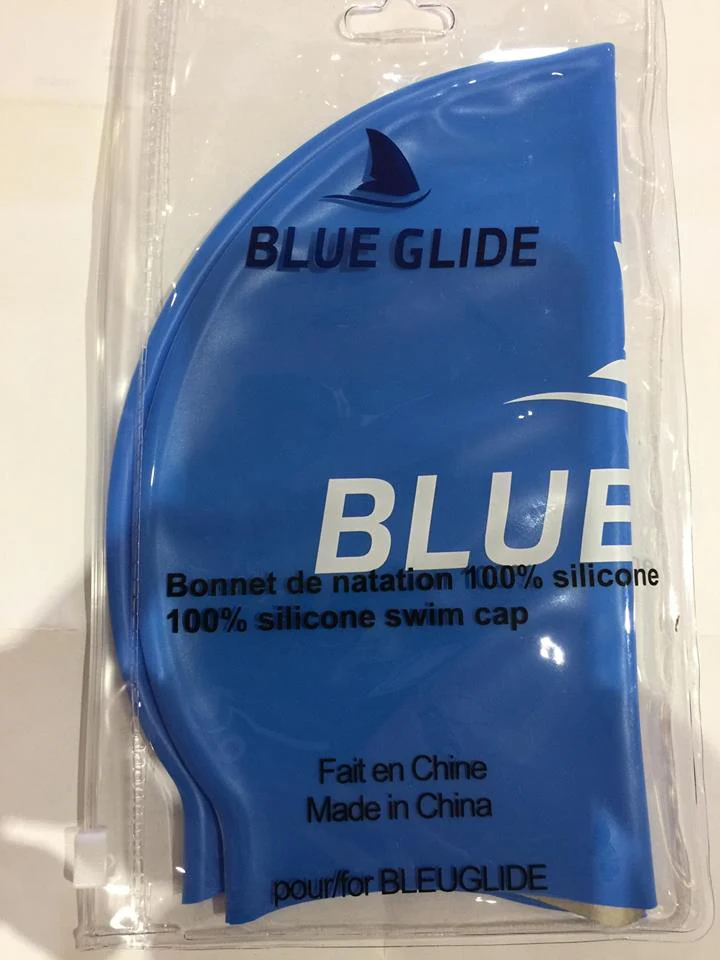 BLUE GLIDE
BLUE
Bonnet de natation 100% silicone
100% silicone swim cap
Fait en Chine
Made in China
pour/for BLEUGLIDE